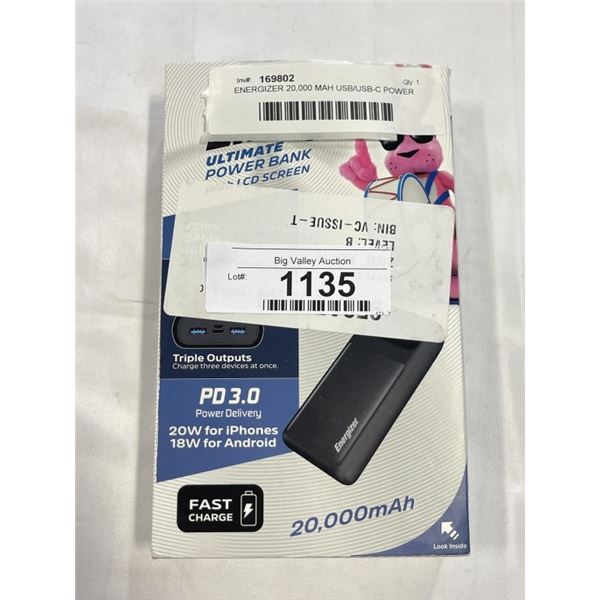 Inv#: 169802 Qty: 1
ENERGIZER 20,000 MAH USB/USB-C POWER
ULTIMATE
POWER BANK
LCD SCREEN
BIN: VC-ISSUE-T
LEVEL: B
Big Valley Auction
Lot#: 1135
Triple Outputs
Charge three devices at once.
PD 3.0
Power Delivery
20W for iPhones
18W for Android
Energizer
FAST
CHARGE
20,000mAh
Look Inside